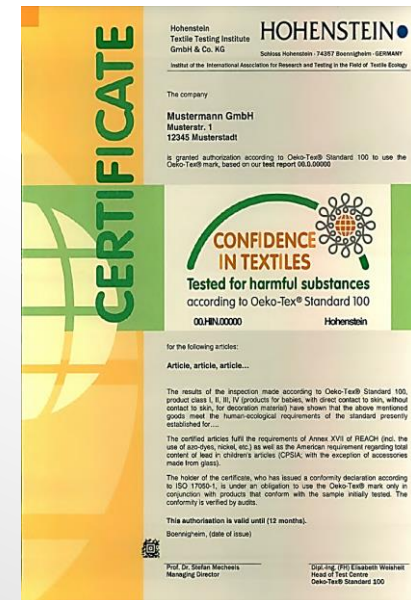 CERTIFICATE
Hohenstein
Textile Testing Institute
GmbH & Co. KG
HOHENSTEIN
Schloss Hohenstein · 74357 Boennigheim · GERMANY
Institut of the International Association for Research and Testing in the Field of Textile Ecology
The company
Mustermann GmbH
Musterstr. 1
12345 Musterstadt
is granted authorization according to Oeko-Tex® Standard 100 to use the
Oeko-Tex® mark, based on our test report 00.0.00000
CONFIDENCE
IN TEXTILES
Tested for harmful substances
according to Oeko-Tex® Standard 100
00.HIN.00000 Hohenstein
for the following articles:
Article, article, article...
The results of the inspection made according to Oeko-Tex® Standard 100,
product class I, II, III, IV (products for babies, with direct contact to skin, without
contact to skin, for decoration material) have shown that the above mentioned
goods meet the human-ecological requirements of the standard presently
established for....
The certified articles fulfil the requirements of Annex XVII of REACH (incl. the
use of azo-dyes, nickel, etc.) as well as the American requirement regarding total
content of lead in children's articles (CPSIA; with the exception of accessories
made from glass).
The holder of the certificate, who has issued a conformity declaration according
to ISO 17050-1, is under an obligation to use the Oeko-Tex® mark only in
conjunction with products that conform with the sample initially tested. The
conformity is verified by audits.
This authorisation is valid until (12 months).
Boennigheim, (date of issue)
Prof. Dr. Stefan Mecheels
Managing Director
Dipl.-Ing. (FH) Elisabeth Weisheit
Head of Test Centre
Oeko-Tex® Standard 100